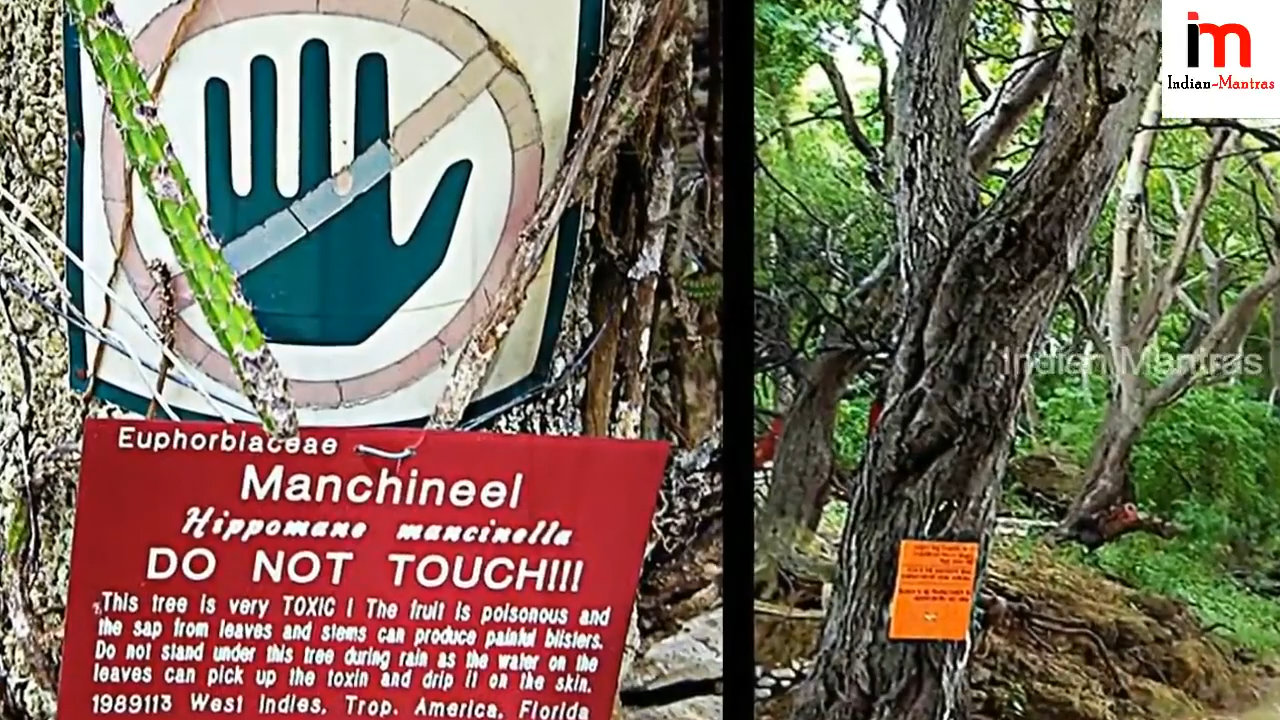 im
Indian-Mantras
Indian Mantras
Euphorbiaceae
Manchineel
Hippomane mancinella
DO NOT TOUCH!!!
This tree is very TOXIC ! The fruit is poisonous and
the sap from leaves and stems can produce painful blisters.
Do not stand under this tree during rain as the water on the
leaves can pick up the toxin and drip it on the skin.
1989113 West Indies, Trop. America, Florida